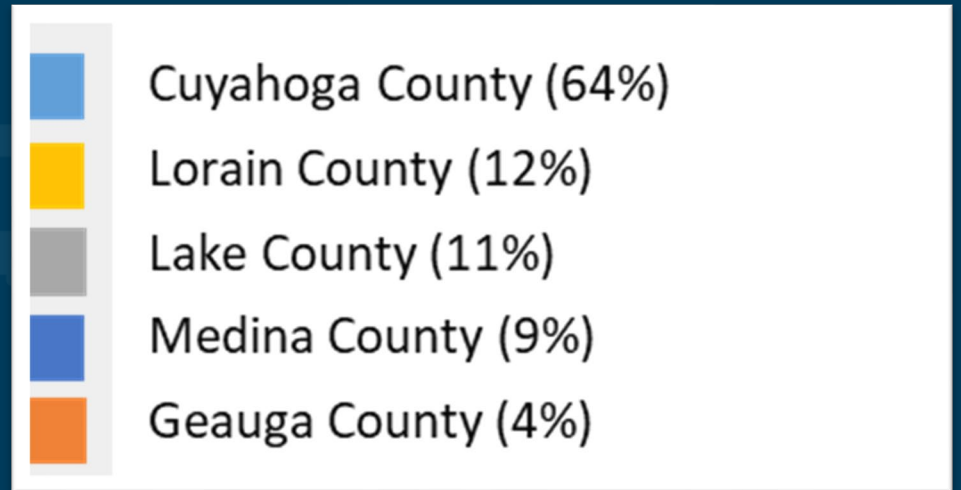 Cuyahoga County (64%)
Lorain County (12%)
Lake County (11%)
Medina County (9%)
Geauga County (4%)